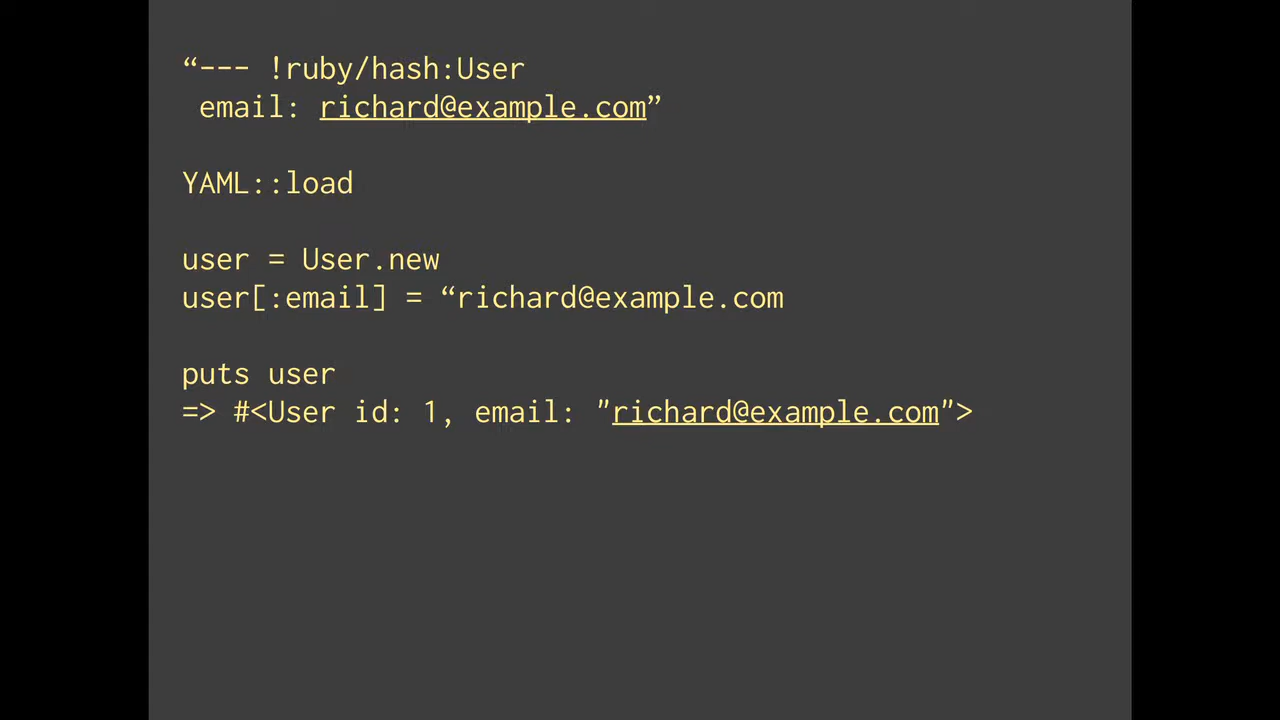 “--- !ruby/hash:User
email: richard@example.com”
YAML::load
user = User.new
user[:email] = “richard@example.com
puts user
=> #<User id: 1, email: "richard@example.com">